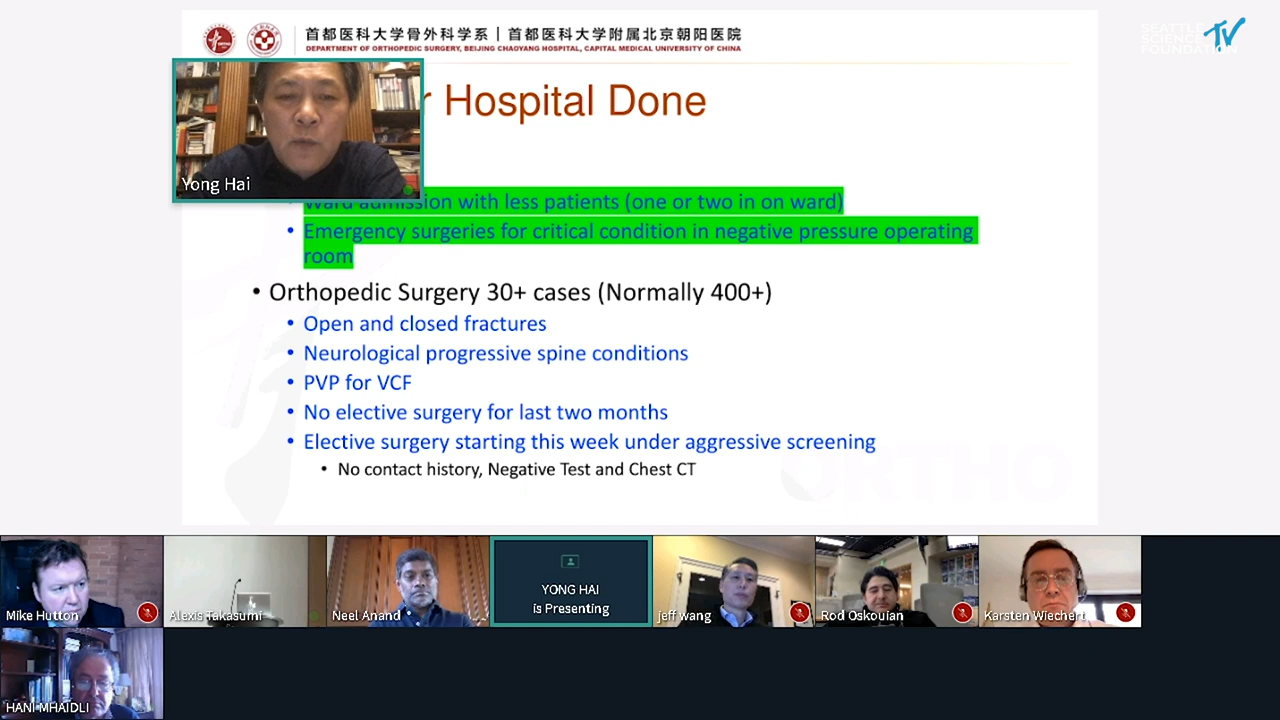 首都医科大学骨外科学系 | 首都医科大学附属北京朝阳医院
DEPARTMENT OF ORTHOPEDIC SURGERY, BEIJING CHAOYANG HOSPITAL, CAPITAL MEDICAL UNIVERSITY OF CHINA
SEATTLE
SCIENCE
FOUNDATION
TV
Hospital Done
Yong Hai
• Ward admission with less patients (one or two in on ward)
• Emergency surgeries for critical condition in negative pressure operating
room
• Orthopedic Surgery 30+ cases (Normally 400+)
• Open and closed fractures
• Neurological progressive spine conditions
• PVP for VCF
• No elective surgery for last two months
• Elective surgery starting this week under aggressive screening
• No contact history, Negative Test and Chest CT
ORTHO
Mike Hutton
Alexis Takasumi
Neel Anand
YONG HAI
is Presenting
jeff wang
Rod Oskouian
Karsten Wiechert
HANI MHAIDLI